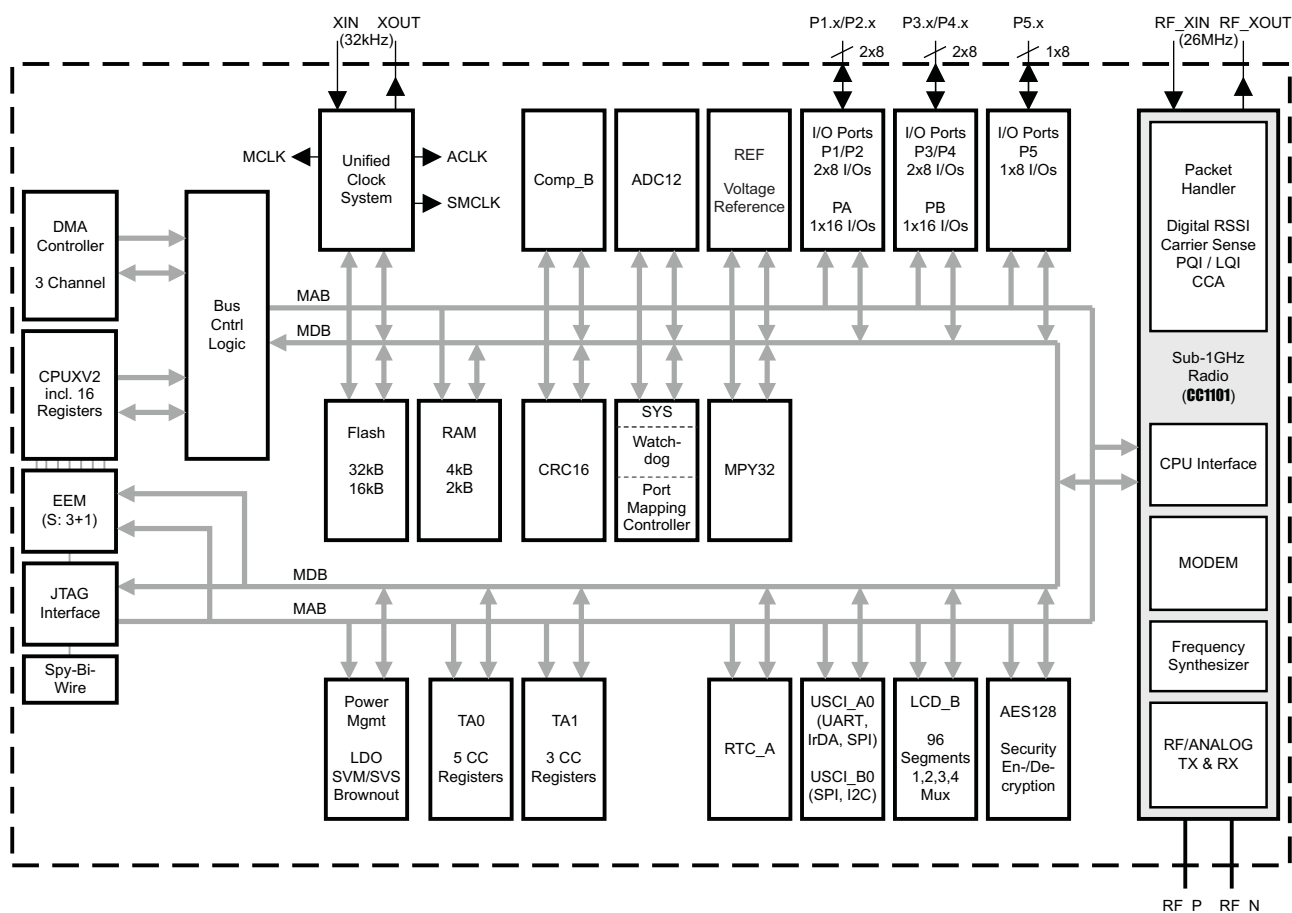 XIN XOUT
(32kHz)
P1.x/P2.x
2x8
P3.x/P4.x
2x8
P5.x
1x8
RF_XIN RF_XOUT
(26MHz)
MCLK
Unified
Clock
System
ACLK
SMCLK
Comp_B
ADC12
REF
Voltage
Reference
I/O Ports
P1/P2
2x8 I/Os
PA
1x16 I/Os
I/O Ports
P3/P4
2x8 I/Os
PB
1x16 I/Os
I/O Ports
P5
1x8 I/Os
Packet
Handler
Digital RSSI
Carrier Sense
PQI / LQI
CCA
DMA
Controller
3 Channel
Bus
Cntrl
Logic
MAB
MDB
CPUXV2
incl. 16
Registers
Sub-1GHz
Radio
(CC1101)
Flash
32kB
16kB
RAM
4kB
2kB
CRC16
SYS
Watch-
dog
Port
Mapping
Controller
MPY32
CPU Interface
EEM
(S: 3+1)
MODEM
JTAG
Interface
MDB
MAB
Frequency
Synthesizer
Spy-Bi-
Wire
Power
Mgmt
LDO
SVM/SVS
Brownout
TA0
5 CC
Registers
TA1
3 CC
Registers
RTC_A
USCI_A0
(UART,
IrDA, SPI)
USCI_B0
(SPI, I2C)
LCD_B
96
Segments
1,2,3,4
Mux
AES128
Security
En-/De-
cryption
RF/ANALOG
TX & RX
RF_P RF_N